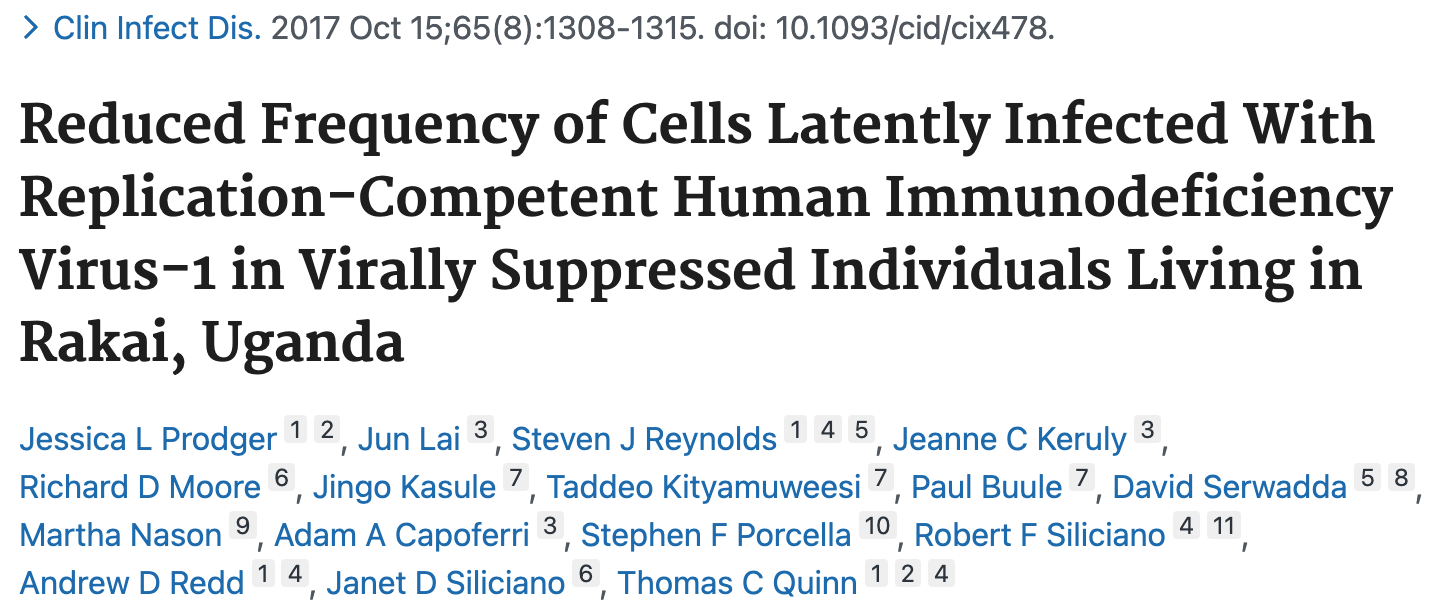 > Clin Infect Dis. 2017 Oct 15;65(8):1308-1315. doi: 10.1093/cid/cix478.
Reduced Frequency of Cells Latently Infected With
Replication-Competent Human Immunodeficiency
Virus-1 in Virally Suppressed Individuals Living in
Rakai, Uganda
Jessica L Prodger 1 2, Jun Lai 3, Steven J Reynolds 1 4 5, Jeanne C Keruly 3,
Richard D Moore 6, Jingo Kasule 7, Taddeo Kityamuweesi 7, Paul Buule 7, David Serwadda 5 8,
Martha Nason 9, Adam A Capoferri 3, Stephen F Porcella 10, Robert F Siliciano 4 11,
Andrew D Redd 1 4, Janet D Siliciano 6, Thomas C Quinn 1 2 4